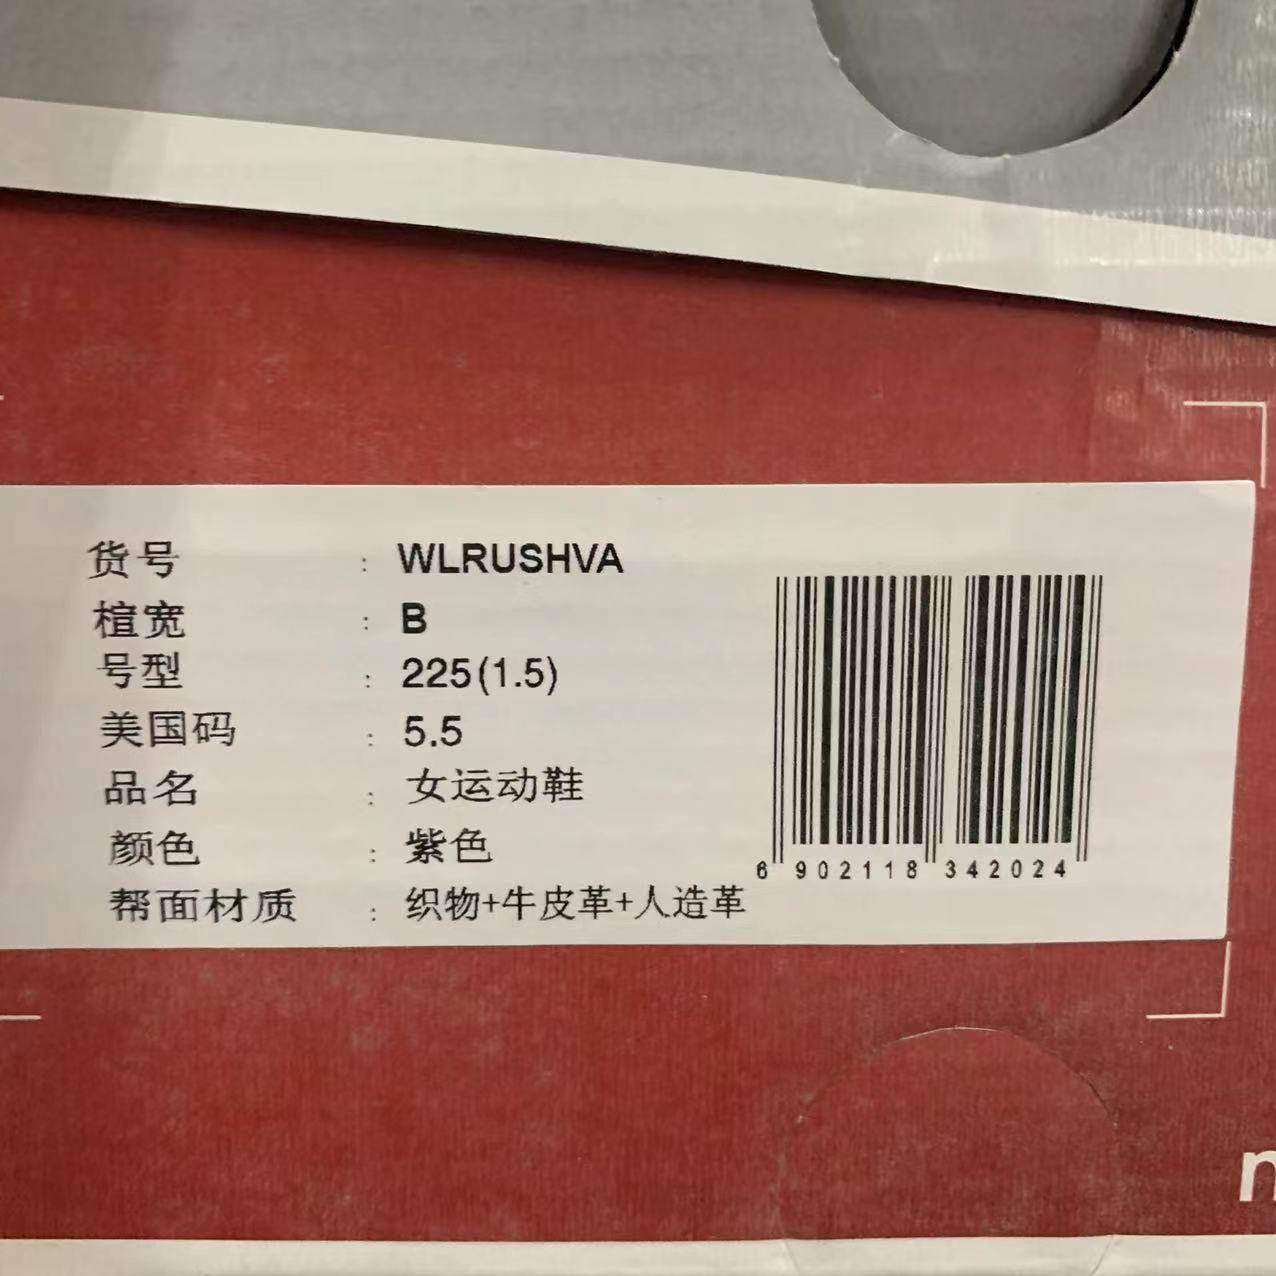 货号 : WLRUSHVA
楦宽 : B
号型 : 225(1.5)
美国码 : 5.5
品名 : 女运动鞋
颜色 : 紫色
帮面材质 : 织物+牛皮革+人造革
6 902118 342024